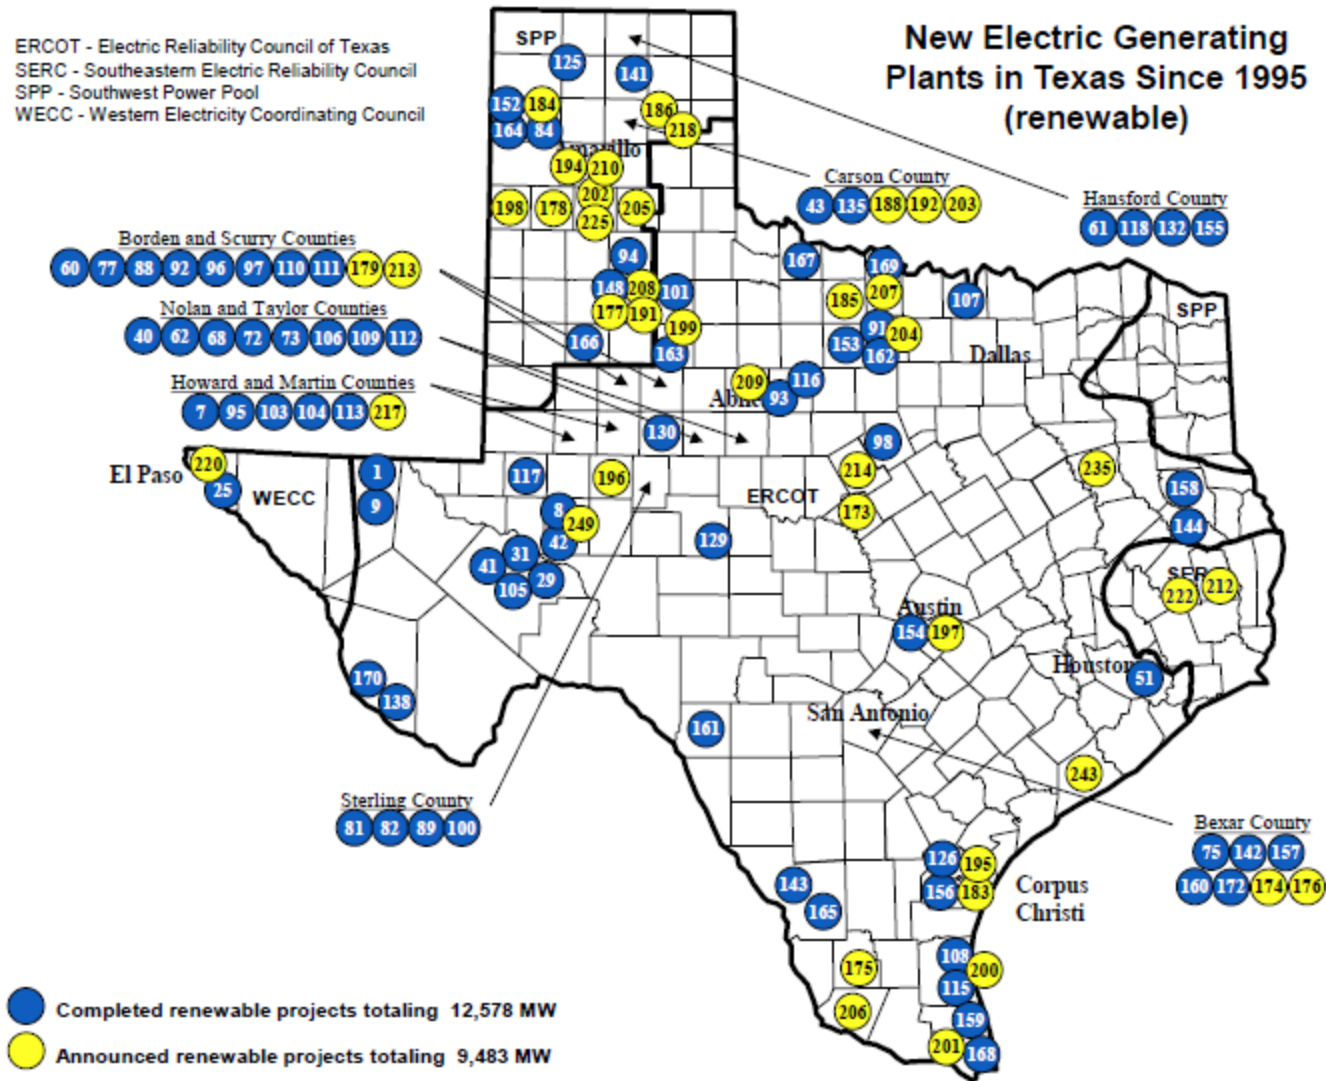 New Electric Generating
Plants in Texas Since 1995
(renewable)
ERCOT - Electric Reliability Council of Texas
SERC - Southeastern Electric Reliability Council
SPP - Southwest Power Pool
WECC - Western Electricity Coordinating Council
SPP
125
141
152 184
164 84
186
218
Amarillo
194 210
202
198 178 205
225
Carson County
43 135 188 192 203
Hansford County
61 118 132 155
Borden and Scurry Counties
60 77 88 92 96 97 110 111 179 213
Nolan and Taylor Counties
40 62 68 72 73 106 109 112
Howard and Martin Counties
7 95 103 104 113 217
94
148 208 101
177 191
199
166 163
167 169
185 207 107
91 204
153 162
Dallas
SPP
209 116
93
130
98
214
173
ERCOT
235
158
144
El Paso
220
25
WECC
1
9
117 196
8
249
42
31
41
29
105
129
SER
222 212
Austin
154 197
Houston
51
170
138
161
San Antonio
243
Sterling County
81 82 89 100
Bexar County
75 142 157
160 172 174 176
126 195
156 183
Corpus
Christi
143
165
108
200
115
175
206
159
201 168
Completed renewable projects totaling 12,578 MW
Announced renewable projects totaling 9,483 MW